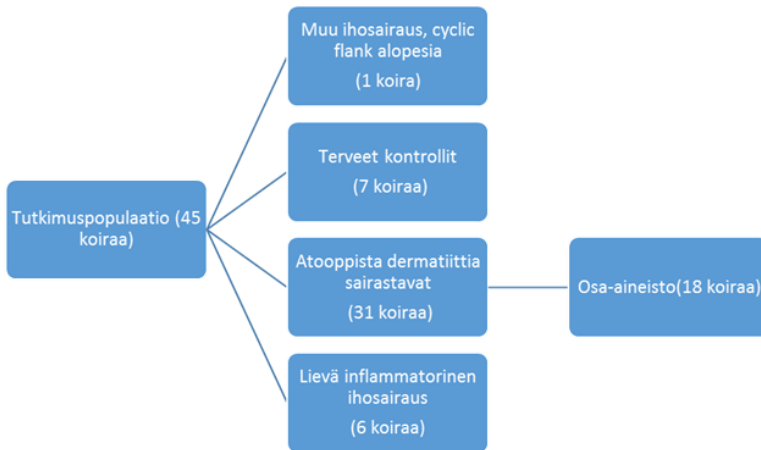 Muu ihosairaus, cyclic
flank alopesia
(1 koira)
Terveet kontrollit
(7 koiraa)
Tutkimuspopulaatio (45
koiraa)
Atooppista dermatiittia
sairastavat
(31 koiraa)
Osa-aineisto(18 koiraa)
Lievä inflammatorinen
ihosairaus
(6 koiraa)